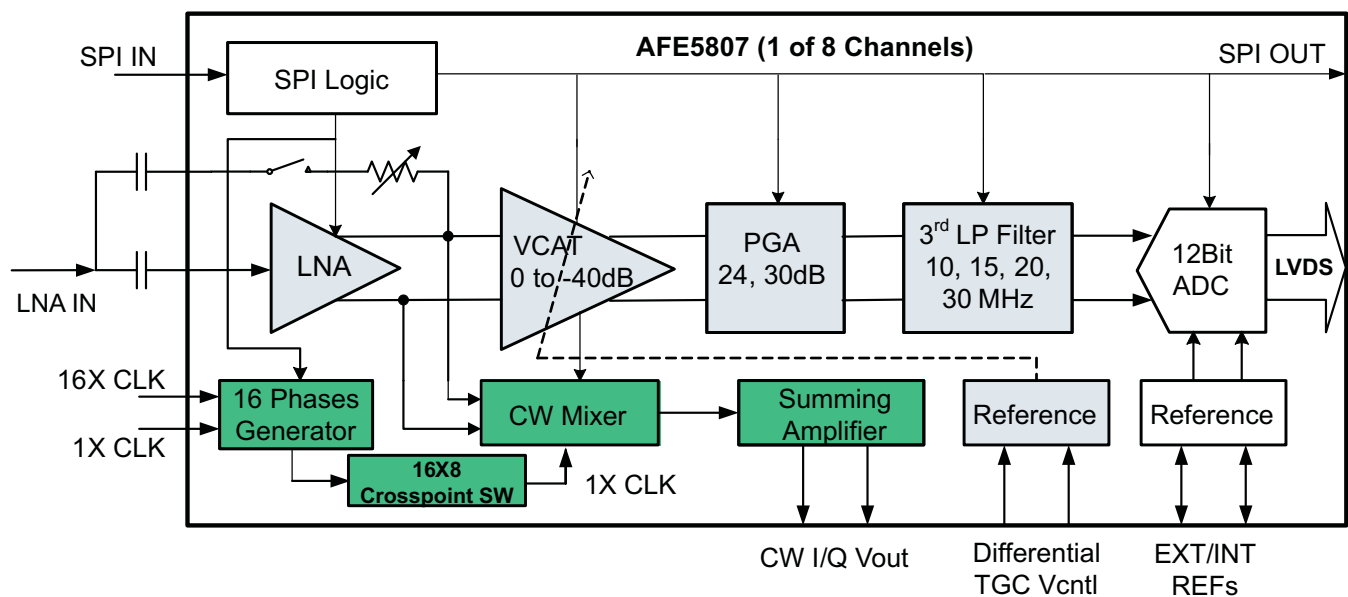 AFE5807 (1 of 8 Channels)
SPI IN
SPI OUT
SPI Logic
LNA
LNA IN
VCAT
0 to -40dB
PGA
24, 30dB
3rd LP Filter
10, 15, 20,
30 MHz
12Bit
ADC
LVDS
16X CLK
1X CLK
16 Phases
Generator
CW Mixer
Summing
Amplifier
Reference
Reference
16X8
Crosspoint SW
1X CLK
CW I/Q Vout
Differential
TGC Vcntl
EXT/INT
REFs